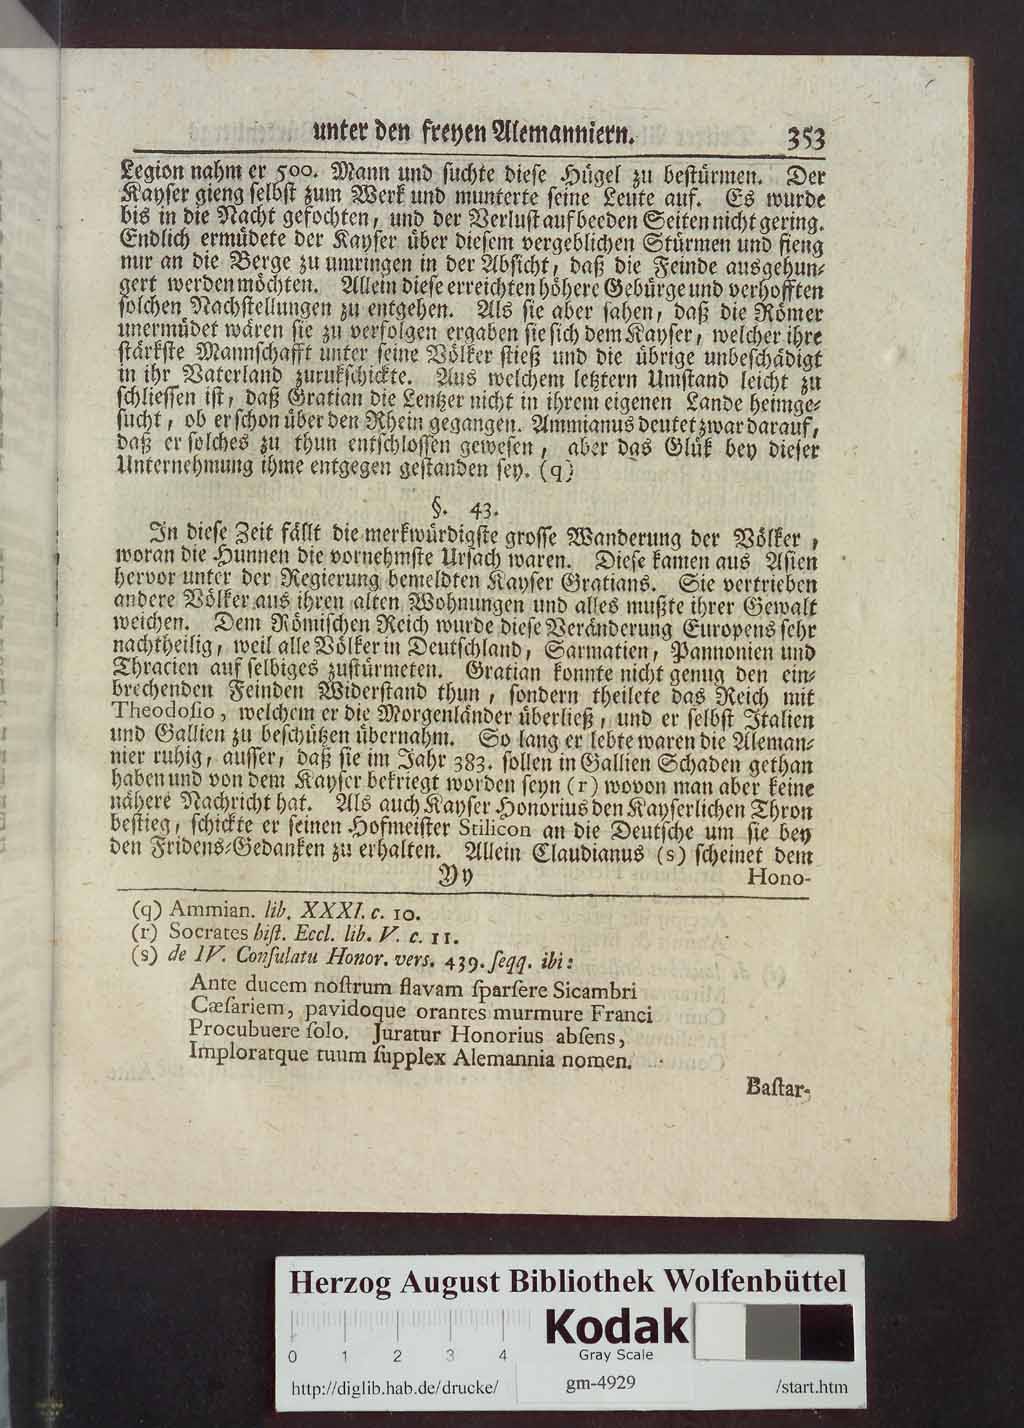 unter den freyen Alemanniern. 353
Legion nahm er 500. Mann und suchte diese Hügel zu bestürmen. Der
Kayser gieng selbst zum Werk und munterte seine Leute auf. Es wurde
bis in die Nacht gefochten, und der Verlust auf beeden Seiten nicht gering.
Endlich ermüdete der Kayser über diesem vergeblichen Stürmen und fieng
nur an die Berge zu umringen in der Absicht, daß die Feinde ausgehun-
gert werden möchten. Allein diese erreichten höhere Gebürge und verhofften
solchen Nachstellungen zu entgehen. Als sie aber sahen, daß die Römer
unermüdet wären sie zu verfolgen ergaben sie sich dem Kayser, welcher ihre
stärkste Mannschafft unter seine Völker stieß und die übrige unbeschädigt
in ihr Vaterland zurukschickte. Aus welchem letztern Umstand leicht zu
schliessen ist, daß Gratian die Lentzer nicht in ihrem eigenen Lande heimge-
sucht, ob er schon über den Rhein gegangen. Ammianus deutet zwar darauf,
daß er solches zu thun entschlossen gewesen, aber das Glük bey dieser
Unternehmung ihme entgegen gestanden sey. (q)
§. 43.
In diese Zeit fällt die merkwürdigste grosse Wanderung der Völker,
woran die Hunnen die vornehmste Ursach waren. Diese kamen aus Asien
hervor unter der Regierung bemeldten Kayser Gratians. Sie vertrieben
andere Völker aus ihren alten Wohnungen und alles mußte ihrer Gewalt
weichen. Dem Römischen Reich wurde diese Veränderung Europens sehr
nachtheilig, weil alle Völker in Deutschland, Sarmatien, Pannonien und
Thracien auf selbiges zustürmeten. Gratian konnte nicht genug den ein-
brechenden Feinden Widerstand thun, sondern theilete das Reich mit
Theodosio, welchem er die Morgenländer überließ, und er selbst Italien
und Gallien zu beschützen übernahm. So lang er lebte waren die Aleman-
nier ruhig, ausser, daß sie im Jahr 383. sollen in Gallien Schaden gethan
haben und von dem Kayser bekriegt worden seyn (r) wovon man aber keine
nähere Nachricht hat. Als auch Kayser Honorius den Kayserlichen Thron
bestieg, schickte er seinen Hofmeister Stilicon an die Deutsche um sie bey
den Fridens-Gedanken zu erhalten. Allein Claudianus (s) scheinet dem
Yy Hono-
(q) Ammian. lib. XXXI. c. 10.
(r) Socrates hist. Eccl. lib. V. c. 11.
(s) de IV. Consulatu Honor. vers. 439. seqq. ibi:
Ante ducem nostrum flavam sparsere Sicambri
Cæsariem, pavidoque orantes murmure Franci
Procubuere solo. Juratur Honorius absens,
Imploratque tuum supplex Alemannia nomen.
Bastar-
Herzog August Bibliothek Wolfenbüttel
Kodak
0 1 2 3 4 Gray Scale
http://diglib.hab.de/drucke/ gm-4929 /start.htm